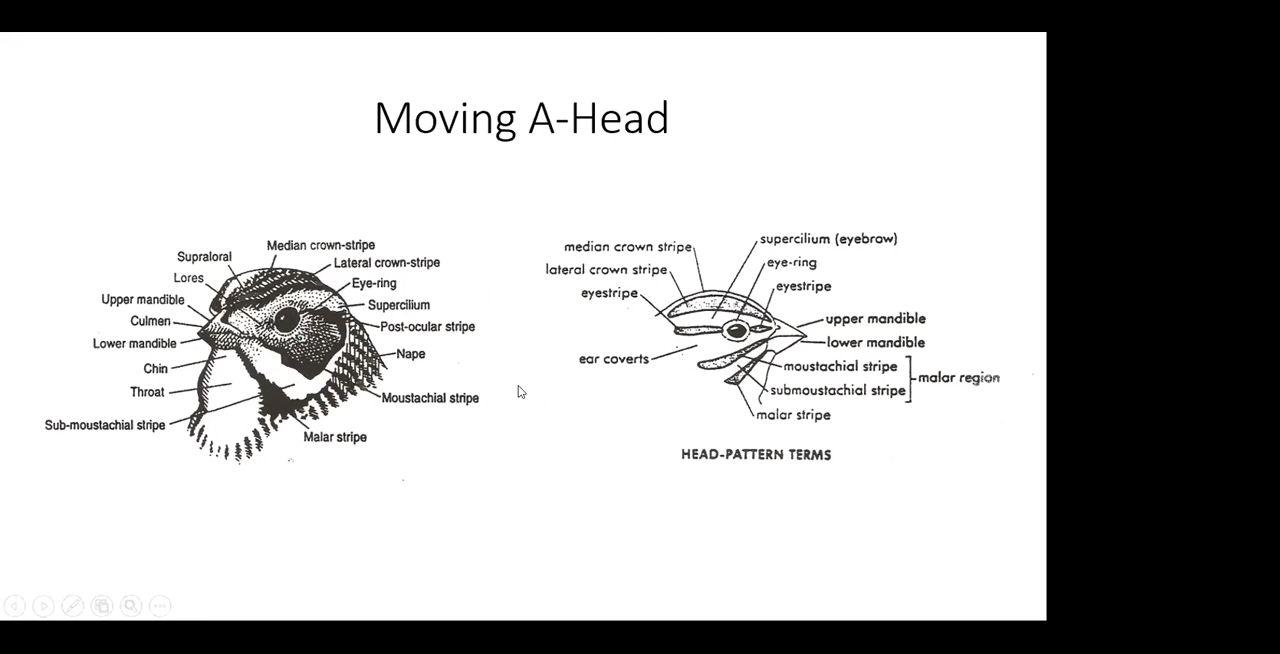 Moving A-Head
Median crown-stripe
Supraloral
Lateral crown-stripe
Lores
Eye-ring
Upper mandible
Supercilium
Culmen
Post-ocular stripe
Lower mandible
Nape
Chin
Throat
Moustachial stripe
Sub-moustachial stripe
Malar stripe
supercilium (eyebrow)
median crown stripe
eye-ring
lateral crown stripe
eyestripe
eyestripe
upper mandible
lower mandible
ear coverts
moustachial stripe
malar region
submoustachial stripe
malar stripe
HEAD-PATTERN TERMS